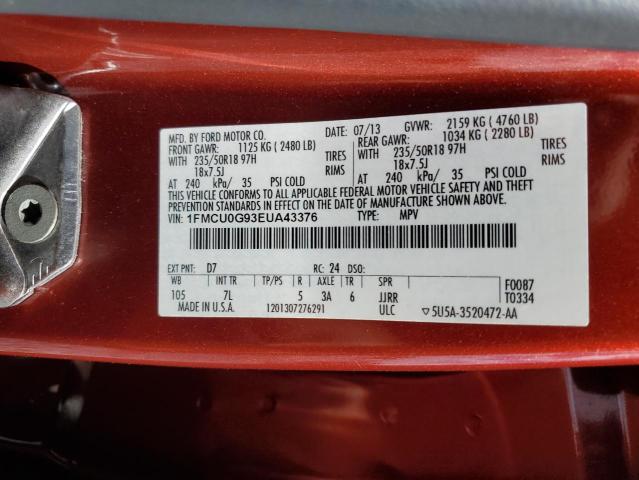 MFD. BY FORD MOTOR CO. DATE: 07/13 GVWR: 2159 KG ( 4760 LB)
FRONT GAWR: 1125 KG ( 2480 LB) REAR GAWR: 1034 KG ( 2280 LB)
WITH 235/50R18 97H TIRES WITH 235/50R18 97H TIRES
18x7.5J RIMS 18x7.5J RIMS
AT 240 kPa/ 35 PSI COLD AT 240 kPa/ 35 PSI COLD
THIS VEHICLE CONFORMS TO ALL APPLICABLE FEDERAL MOTOR VEHICLE SAFETY AND THEFT
PREVENTION STANDARDS IN EFFECT ON THE DATE OF MANUFACTURE SHOWN ABOVE.
VIN: 1FMCU0G93EUA43376 TYPE: MPV
EXT PNT: D7 RC: 24 DSO:
WB INT TR TP/PS R AXLE TR SPR F0087
105 7L 5 3A 6 JJRR T0334
MADE IN U.S.A. 1201307276291 ULC ▽5U5A-3520472-AA